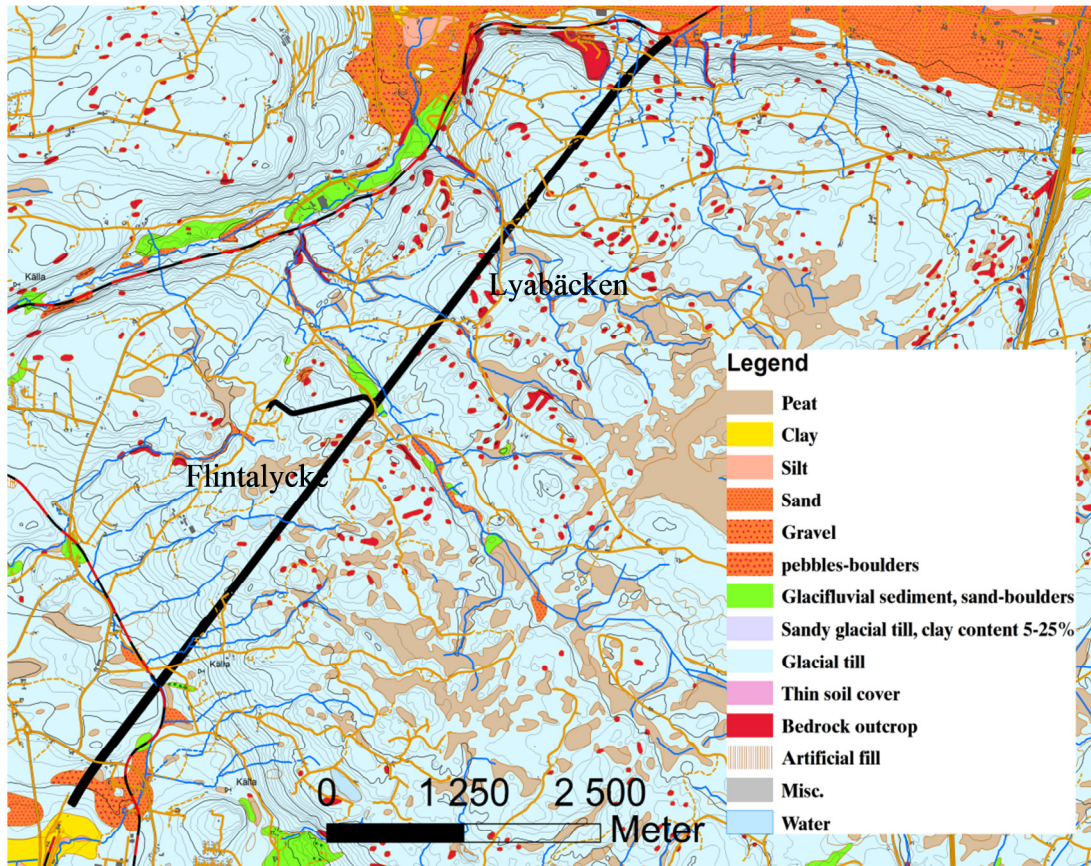 Källa
Lyabäcken
Flintalycke
Källa
Källa
Legend
Peat
Clay
Silt
Sand
Gravel
pebbles-boulders
Glacifluvial sediment, sand-boulders
Sandy glacial till, clay content 5-25%
Glacial till
Thin soil cover
Bedrock outcrop
Artificial fill
Misc.
Water
0 1 250 2 500
Meter